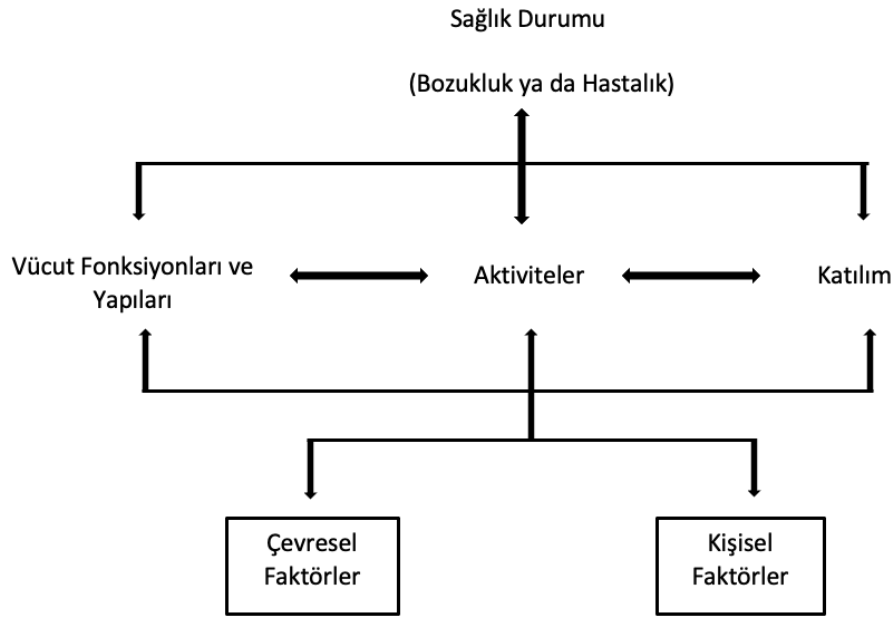 Sağlık Durumu
(Bozukluk ya da Hastalık)
Vücut Fonksiyonları ve
Yapıları
Aktiviteler
Katılım
Çevresel
Faktörler
Kişisel
Faktörler